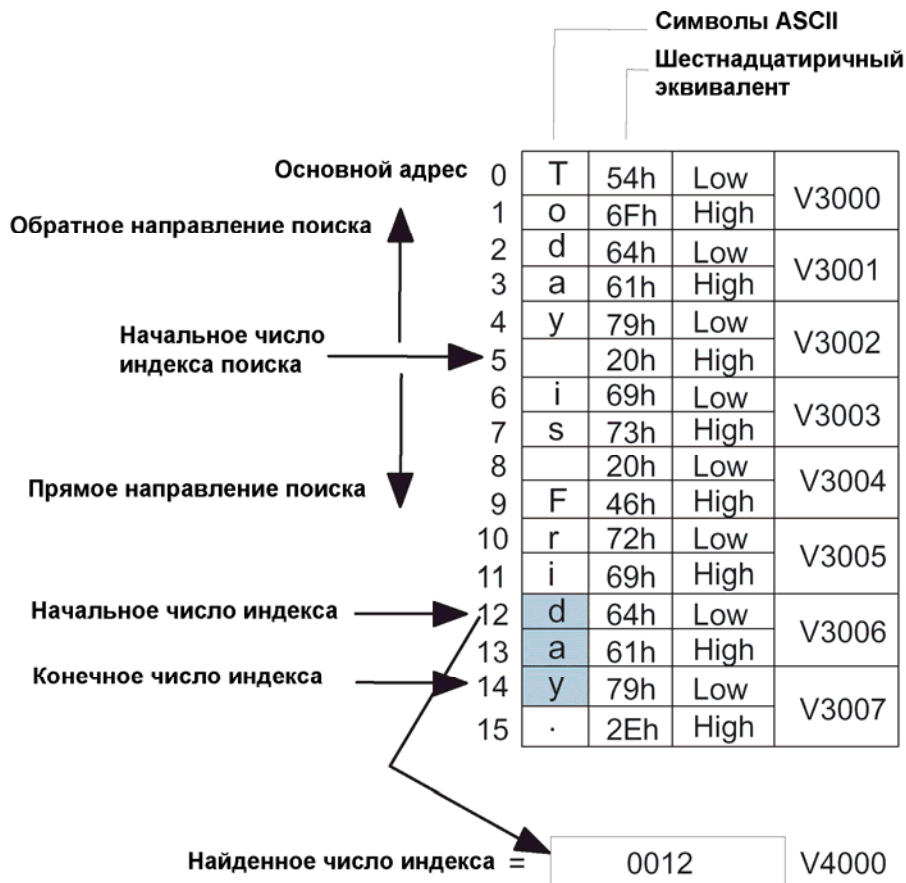 Символы ASCII
Шестнадцатиричный
эквивалент
Основной адрес
0 T 54h Low V3000
1 o 6Fh High
Обратное направление поиска
2 d 64h Low V3001
3 a 61h High
4 y 79h Low V3002
Начальное число
индекса поиска
5 20h High
6 i 69h Low V3003
7 s 73h High
8 20h Low V3004
Прямое направление поиска
9 F 46h High
10 r 72h Low V3005
11 i 69h High
Начальное число индекса
12 d 64h Low V3006
13 a 61h High
Конечное число индекса
14 y 79h Low V3007
15 . 2Eh High
Найденное число индекса = 0012 V4000